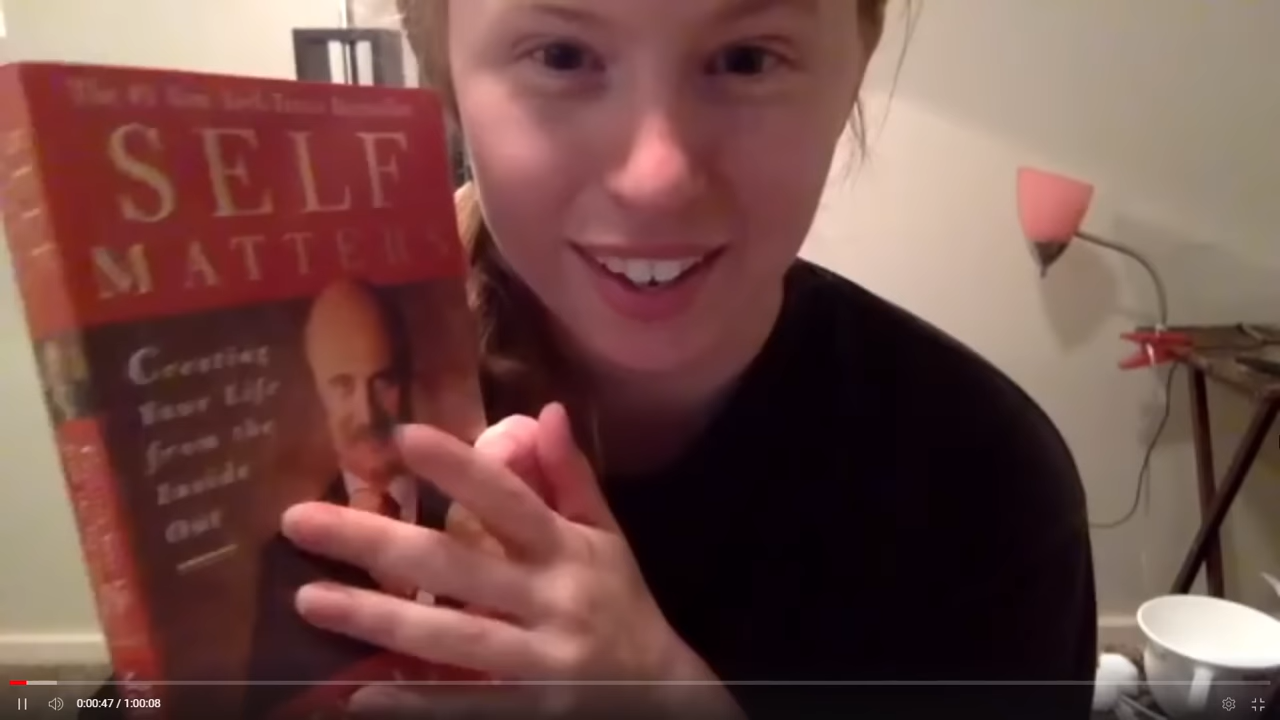 The #1 New York Times Bestseller
SELF
MATTERS
Creating
Your Life
from the
Inside
Out
0:00:47 / 1:00:08